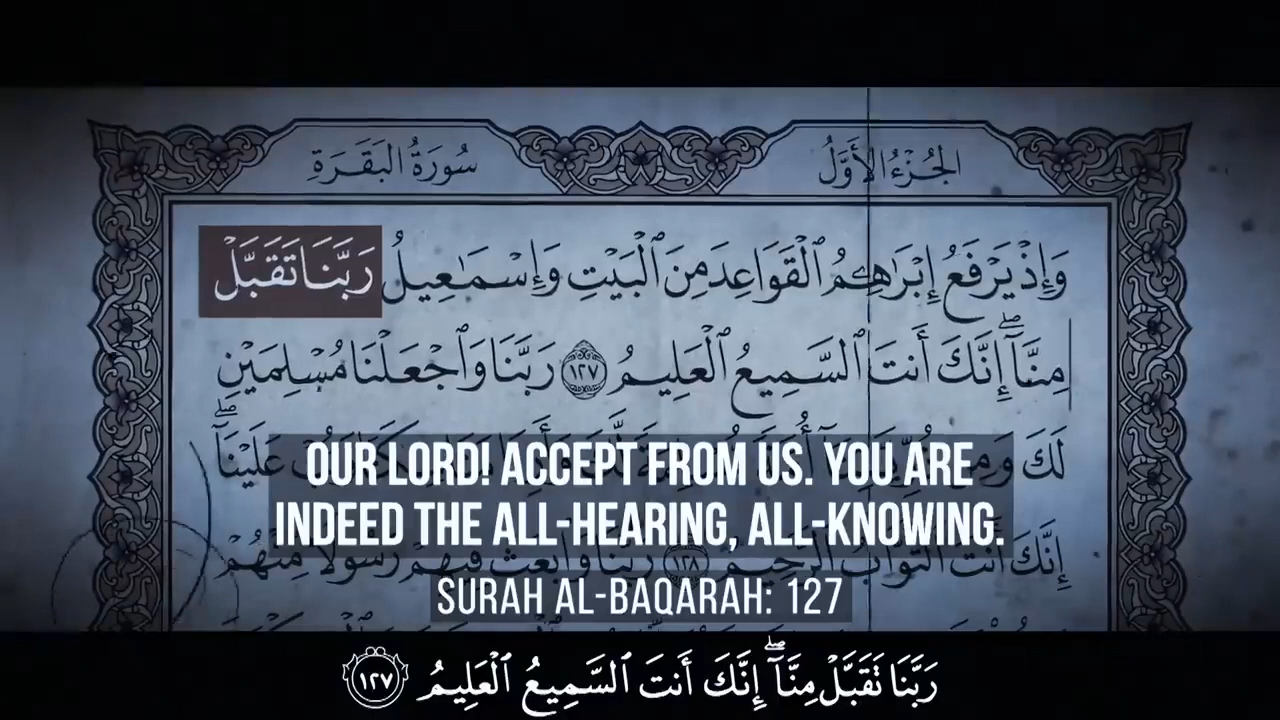 الجُزْءُ الأَوَّلُ
سُورَةُ البَقَرَةِ
وَإِذْ يَرْفَعُ إِبْرَٰهِـۧمُ ٱلْقَوَاعِدَ مِنَ ٱلْبَيْتِ وَإِسْمَـٰعِيلُ رَبَّنَا تَقَبَّلْ
مِنَّآ ۖ إِنَّكَ أَنتَ ٱلسَّمِيعُ ٱلْعَلِيمُ ١٢٧ رَبَّنَا وَٱجْعَلْنَا مُسْلِمَيْنِ
لَكَ عَلَيْنَآ ۖ
OUR LORD! ACCEPT FROM US. YOU ARE
INDEED THE ALL-HEARING, ALL-KNOWING.
إِنَّكَ أَنتَ ٱلتَّوَّابُ ٱلرَّحِيمُ ١٢٨ رَبَّنَا وَٱبْعَثْ فِيهِمْ رَسُولًا مِّنْهُمْ
SURAH AL-BAQARAH: 127
رَبَّنَا تَقَبَّلْ مِنَّآ ۖ إِنَّكَ أَنتَ ٱلسَّمِيعُ ٱلْعَلِيمُ ١٢٧